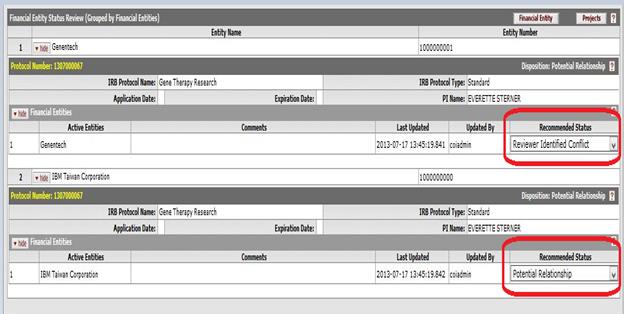 Financial Entity Status Review (Grouped by Financial Entities) Financial Entity Projects ?
Entity Name Entity Number
1 hide Genentech 1000000001
Protocol Number: 1307000067 Disposition: Potential Relationship ?
IRB Protocol Name: Gene Therapy Research IRB Protocol Type: Standard
Application Date: Expiration Date: PI Name: EVERETTE STERNER
hide Financial Entities
Active Entities Comments Last Updated Updated By Recommended Status
1 Genentech 2013-07-17 13:45:19.841 coiadmin Reviewer Identified Conflict
2 hide IBM Taiwan Corporation 1000000000
Protocol Number: 1307000067 Disposition: Potential Relationship ?
IRB Protocol Name: Gene Therapy Research IRB Protocol Type: Standard
Application Date: Expiration Date: PI Name: EVERETTE STERNER
hide Financial Entities
Active Entities Comments Last Updated Updated By Recommended Status
1 IBM Taiwan Corporation 2013-07-17 13:45:19.842 coiadmin Potential Relationship